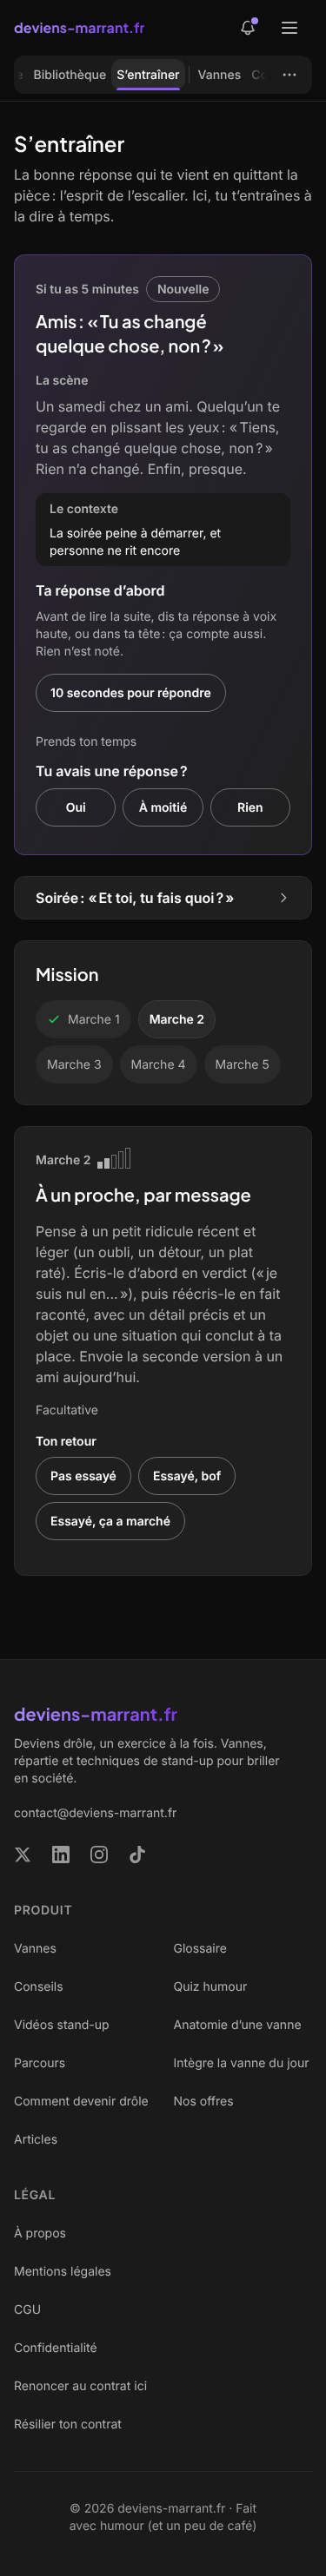 deviens-marrant.fr
Bibliothèque
S’entraîner
Vannes
S’entraîner
La bonne réponse qui te vient en quittant la
pièce : l’esprit de l’escalier. Ici, tu t’entraînes à
la dire à temps.
Si tu as 5 minutes
Nouvelle
Amis : « Tu as changé
quelque chose, non ? »
La scène
Un samedi chez un ami. Quelqu’un te
regarde en plissant les yeux : « Tiens,
tu as changé quelque chose, non ? »
Rien n’a changé. Enfin, presque.
Le contexte
La soirée peine à démarrer, et
personne ne rit encore
Ta réponse d’abord
Avant de lire la suite, dis ta réponse à voix
haute, ou dans ta tête : ça compte aussi.
Rien n’est noté.
10 secondes pour répondre
Prends ton temps
Tu avais une réponse ?
Oui
À moitié
Rien
Soirée : « Et toi, tu fais quoi ? »
Mission
Marche 1
Marche 2
Marche 3
Marche 4
Marche 5
Marche 2
À un proche, par message
Pense à un petit ridicule récent et
léger (un oubli, un détour, un plat
raté). Écris-le d’abord en verdict (« je
suis nul en… »), puis réécris-le en fait
raconté, avec un détail précis et un
objet ou une situation qui conclut à ta
place. Envoie la seconde version à un
ami aujourd’hui.
Facultative
Ton retour
Pas essayé
Essayé, bof
Essayé, ça a marché
deviens-marrant.fr
Deviens drôle, un exercice à la fois. Vannes,
répartie et techniques de stand-up pour briller
en société.
contact@deviens-marrant.fr
PRODUIT
Vannes
Glossaire
Conseils
Quiz humour
Vidéos stand-up
Anatomie d’une vanne
Parcours
Intègre la vanne du jour
Comment devenir drôle
Nos offres
Articles
LÉGAL
À propos
Mentions légales
CGU
Confidentialité
Renoncer au contrat ici
Résilier ton contrat
© 2026 deviens-marrant.fr · Fait
avec humour (et un peu de café)